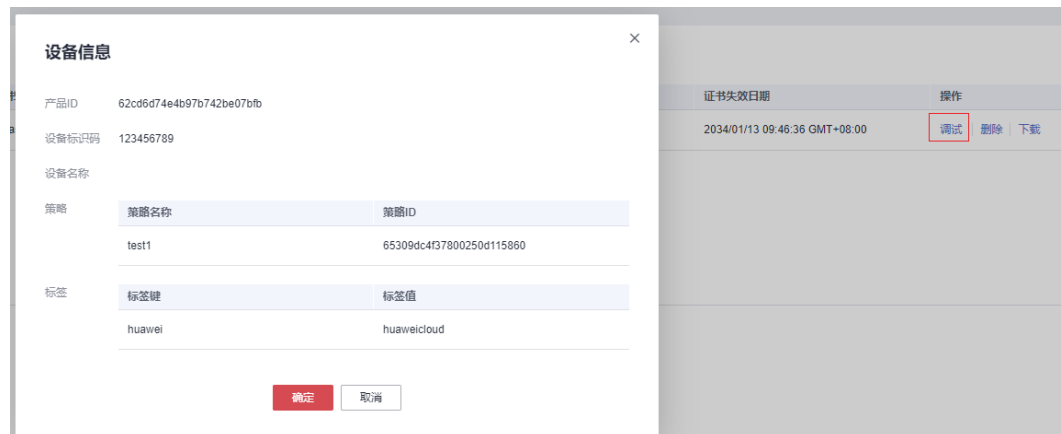 设备信息
产品ID 62cd6d74e4b97b742be07bfb
设备标识码 123456789
设备名称
策略 策略名称 策略ID
test1 65309dc4f37800250d115860
标签 标签键 标签值
huawei huaweicloud
确定 取消
证书失效日期 操作
2034/01/13 09:46:36 GMT+08:00 调试 删除 下载